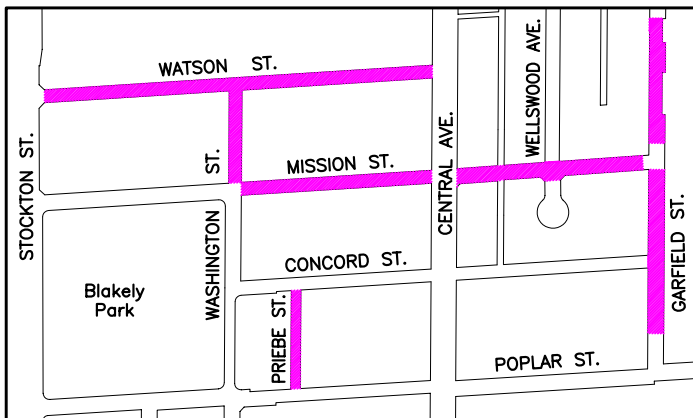 WATSON ST.
WELLSWOOD AVE.
STOCKTON ST.
WASHINGTON ST.
MISSION ST.
CENTRAL AVE.
GARFIELD ST.
CONCORD ST.
Blakely
Park
PRIEBE ST.
POPLAR ST.